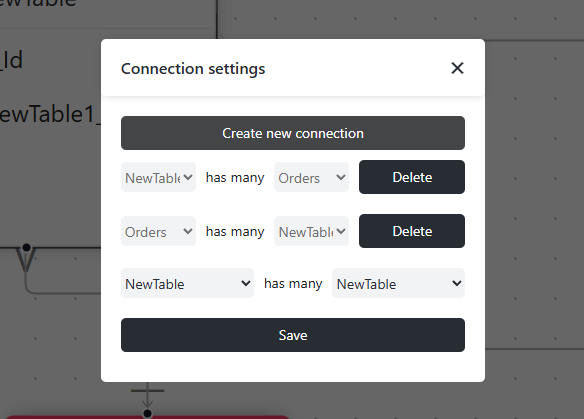 ewTable
_Id
ewTable1_
Connection settings
Create new connection
NewTable has many Orders Delete
Orders has many NewTable Delete
NewTable has many NewTable
Save